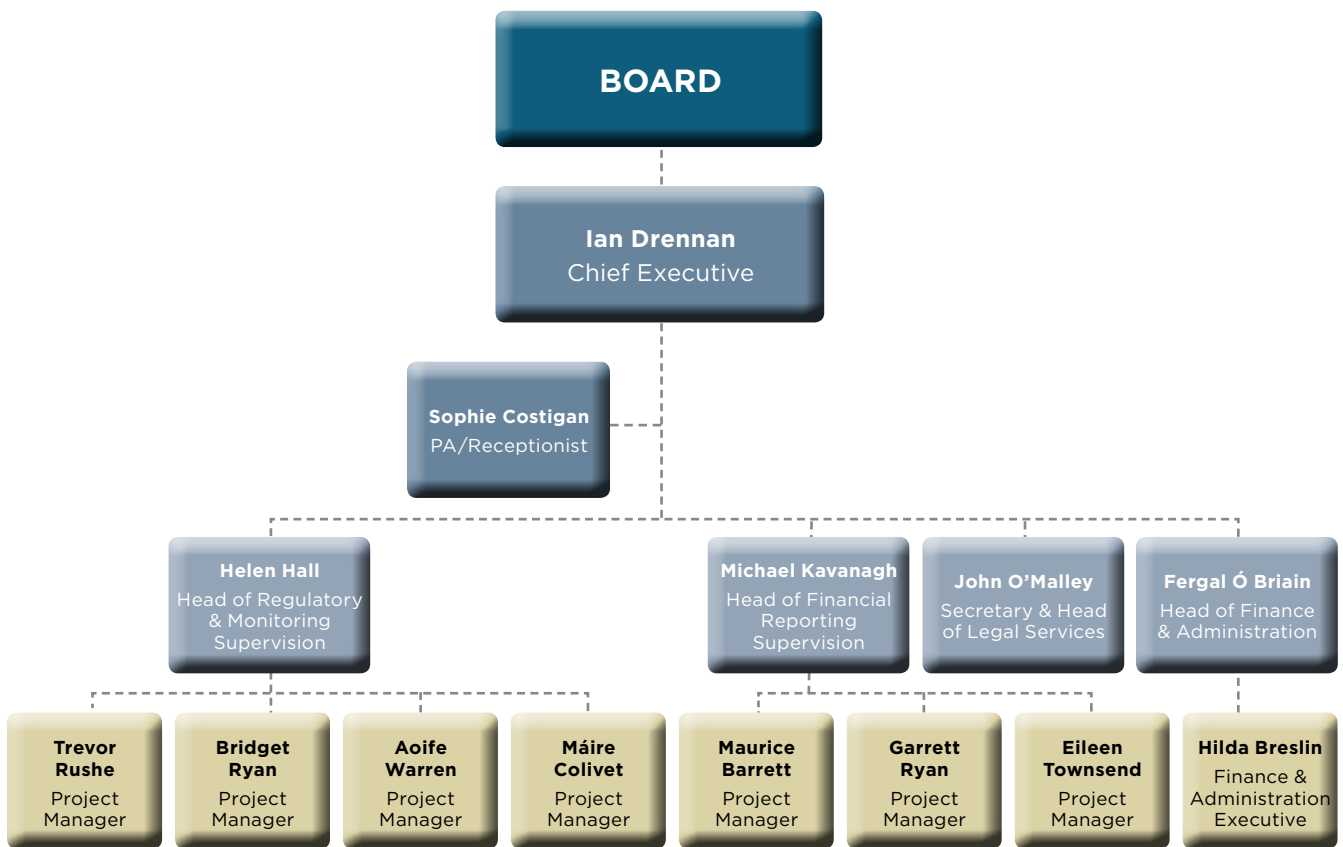 BOARD
Ian Drennan
Chief Executive
Sophie Costigan
PA/Receptionist
Helen Hall
Head of Regulatory
& Monitoring
Supervision
Michael Kavanagh
Head of Financial
Reporting
Supervision
John O’Malley
Secretary & Head
of Legal Services
Fergal Ó Briain
Head of Finance
& Administration
Trevor
Rushe
Project
Manager
Bridget
Ryan
Project
Manager
Aoife
Warren
Project
Manager
Máire
Colivet
Project
Manager
Maurice
Barrett
Project
Manager
Garrett
Ryan
Project
Manager
Eileen
Townsend
Project
Manager
Hilda Breslin
Finance &
Administration
Executive